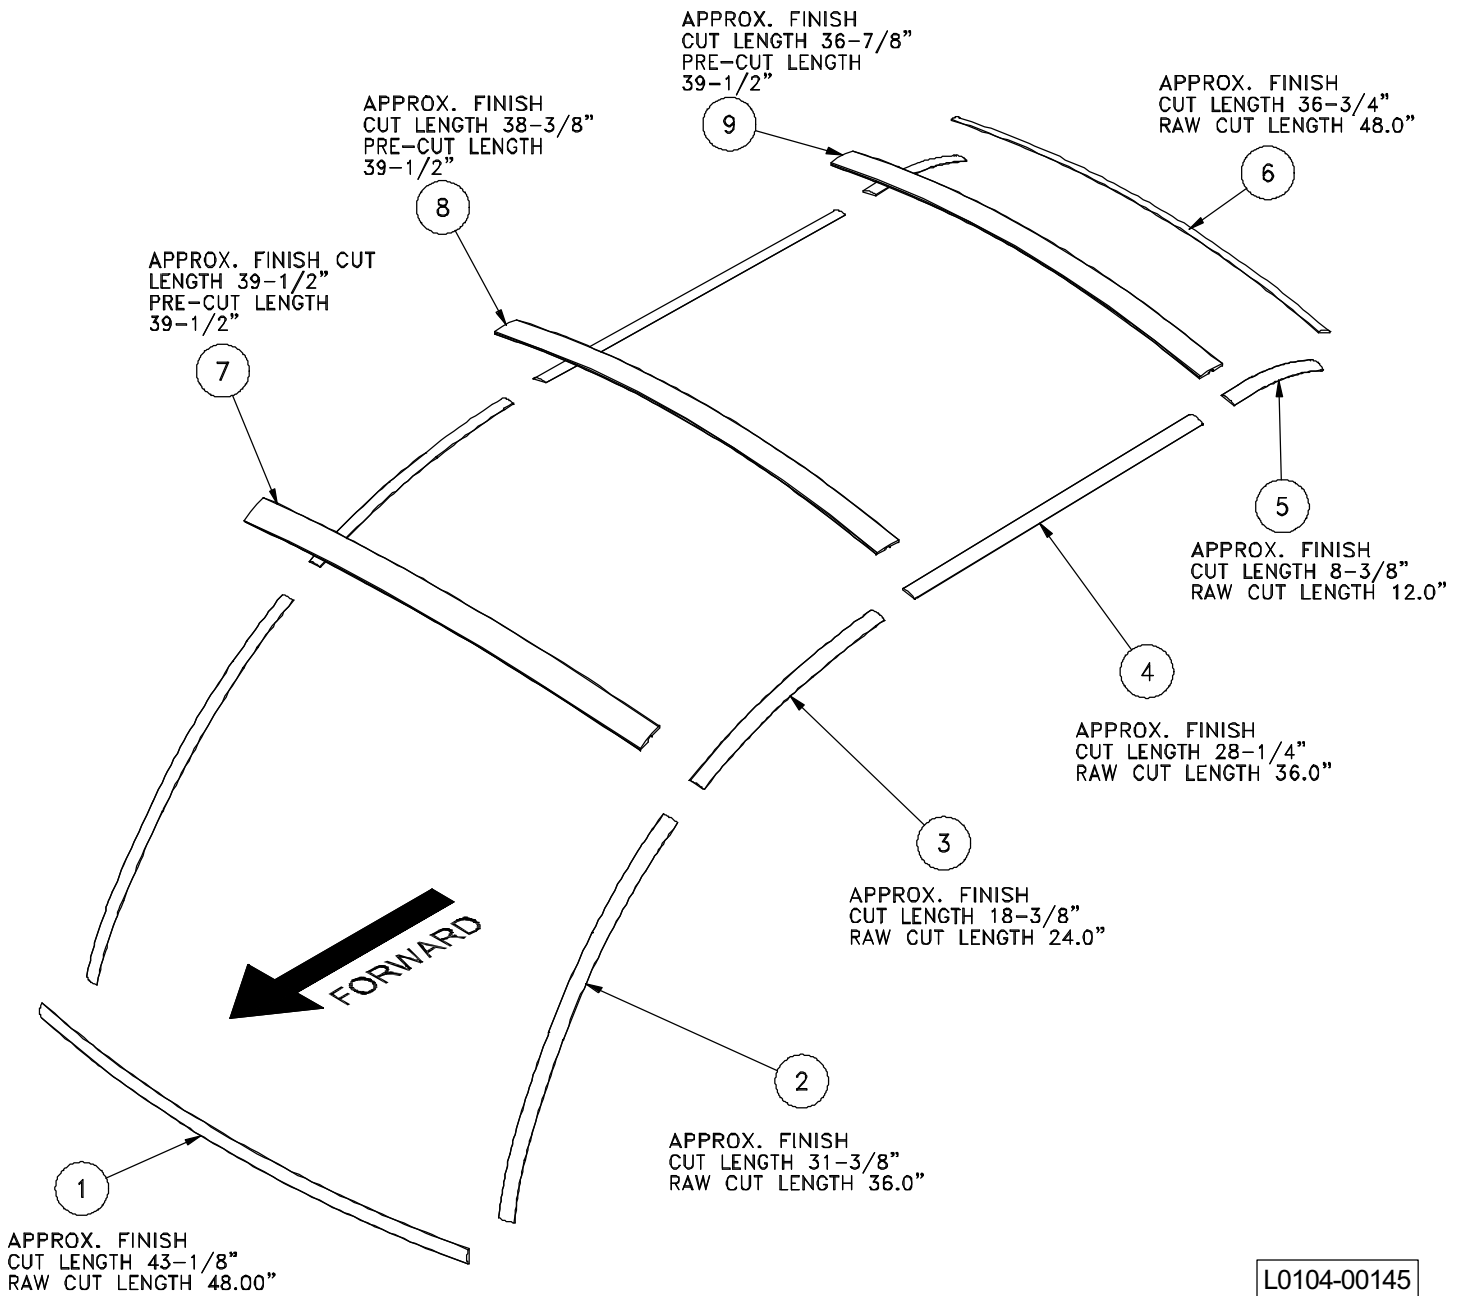 APPROX. FINISH
CUT LENGTH 36-7/8"
PRE-CUT LENGTH
39-1/2"
9
APPROX. FINISH
CUT LENGTH 36-3/4"
RAW CUT LENGTH 48.0"
6
APPROX. FINISH
CUT LENGTH 38-3/8"
PRE-CUT LENGTH
39-1/2"
8
APPROX. FINISH CUT
LENGTH 39-1/2"
PRE-CUT LENGTH
39-1/2"
7
5
APPROX. FINISH
CUT LENGTH 8-3/8"
RAW CUT LENGTH 12.0"
4
APPROX. FINISH
CUT LENGTH 28-1/4"
RAW CUT LENGTH 36.0"
3
APPROX. FINISH
CUT LENGTH 18-3/8"
RAW CUT LENGTH 24.0"
FORWARD
2
APPROX. FINISH
CUT LENGTH 31-3/8"
RAW CUT LENGTH 36.0"
1
APPROX. FINISH
CUT LENGTH 43-1/8"
RAW CUT LENGTH 48.00"
L0104-00145